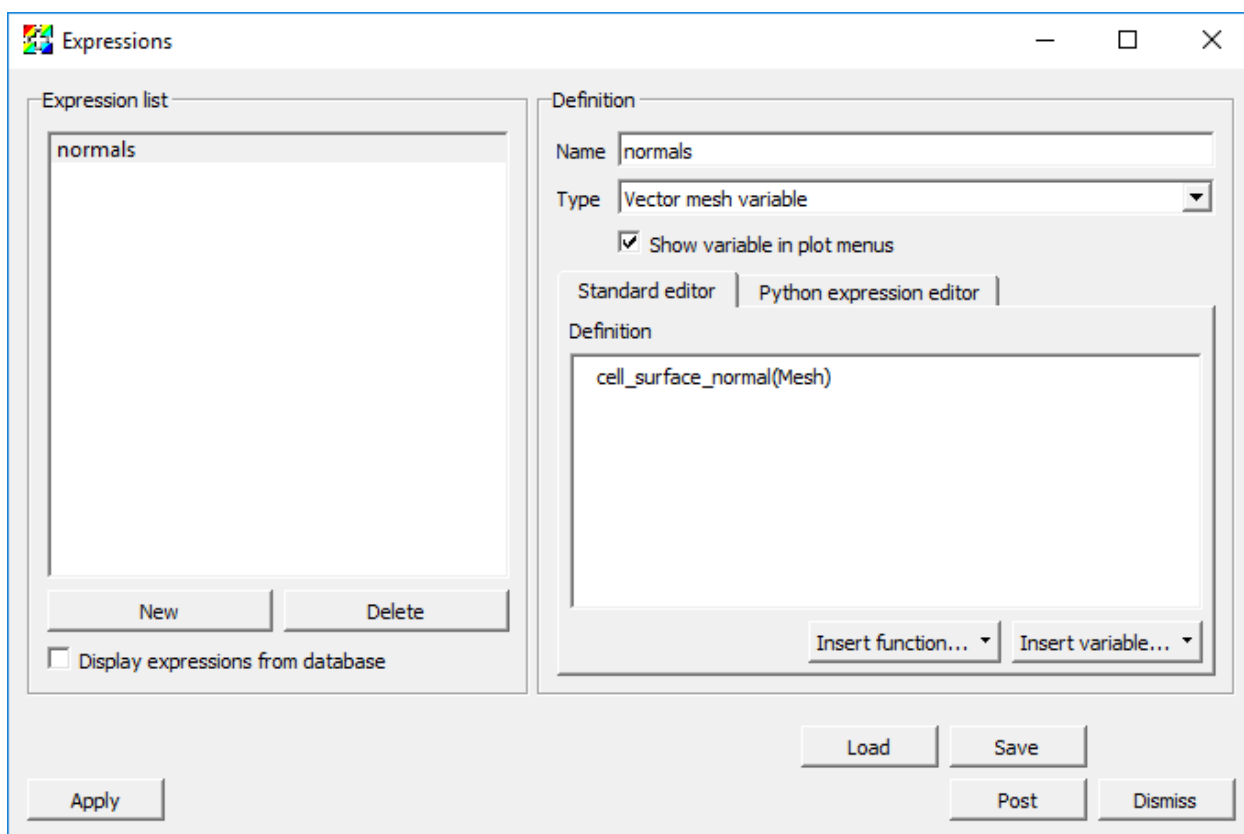 Expressions
Expression list
normals
New
Delete
Display expressions from database
Definition
Name normals
Type Vector mesh variable
Show variable in plot menus
Standard editor
Python expression editor
Definition
cell_surface_normal(Mesh)
Insert function...
Insert variable...
Load
Save
Apply
Post
Dismiss